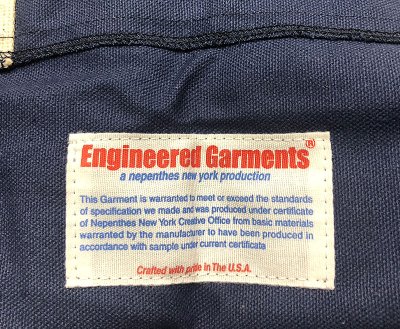 Engineered Garments®
a nepenthes new york production
This Garment is warranted to meet or exceed the standards
of specification we made and was produced under certificate
of Nepenthes New York Creative Office from basic materials
warranted by the manufacturer to have been produced in
accordance with sample under current certificata
Crafted with pride in The U.S.A.